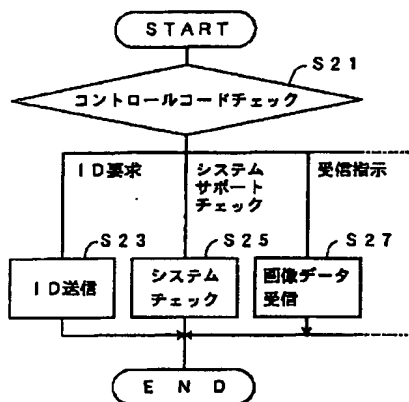 START
S21
コントロールコードチェック
ID要求
システム
サポート
チェック
受信指示
S23
S25
S27
ID送信
システム
チェック
画像データ
受信
END